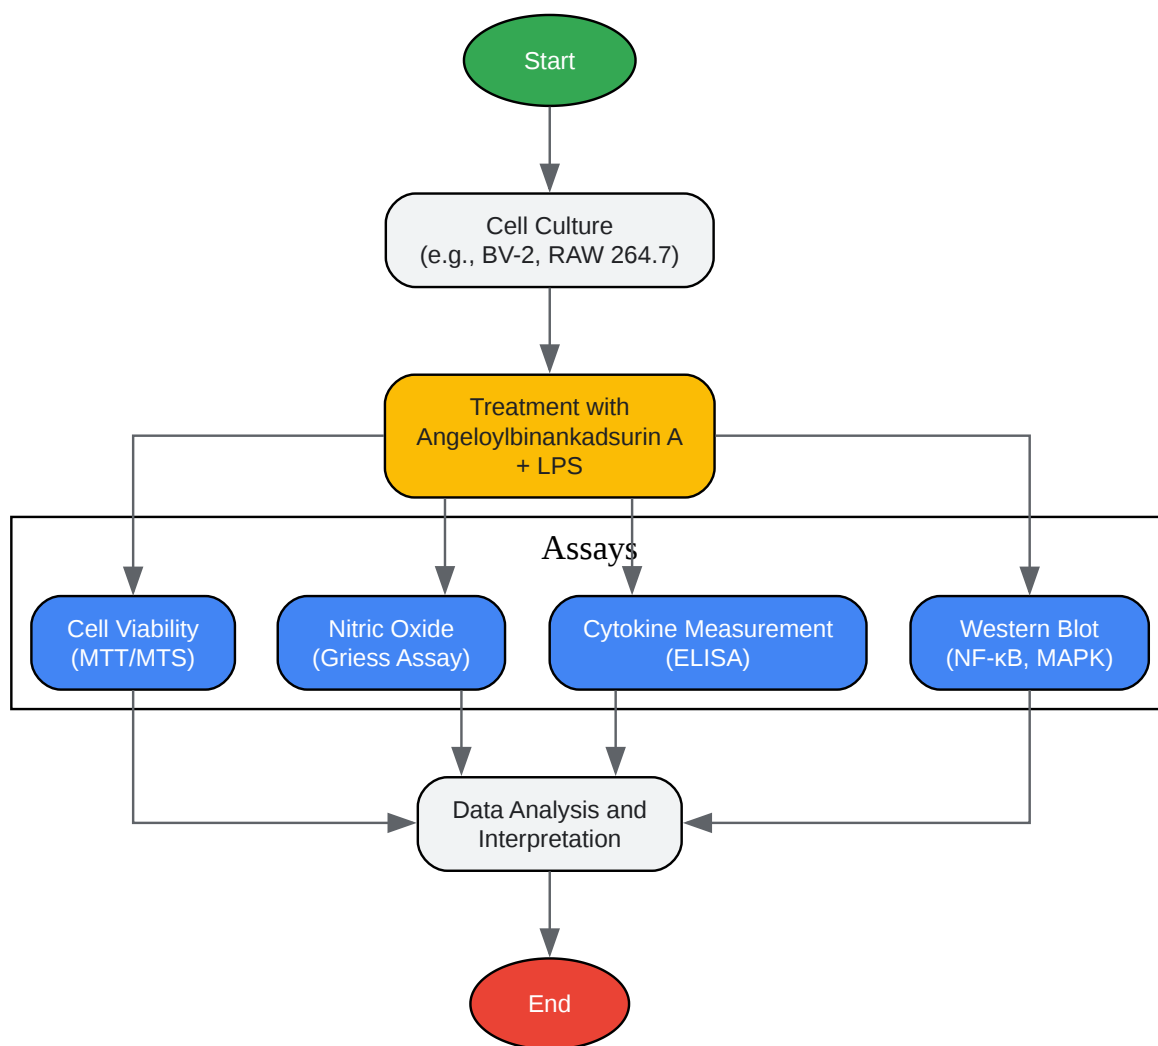 Start
Cell Culture
(e.g., BV-2, RAW 264.7)
Treatment with
Angeloylbinankadsurin A
+ LPS
Assays
Cell Viability
(MTT/MTS)
Nitric Oxide
(Griess Assay)
Cytokine Measurement
(ELISA)
Western Blot
(NF-κB, MAPK)
Data Analysis and
Interpretation
End